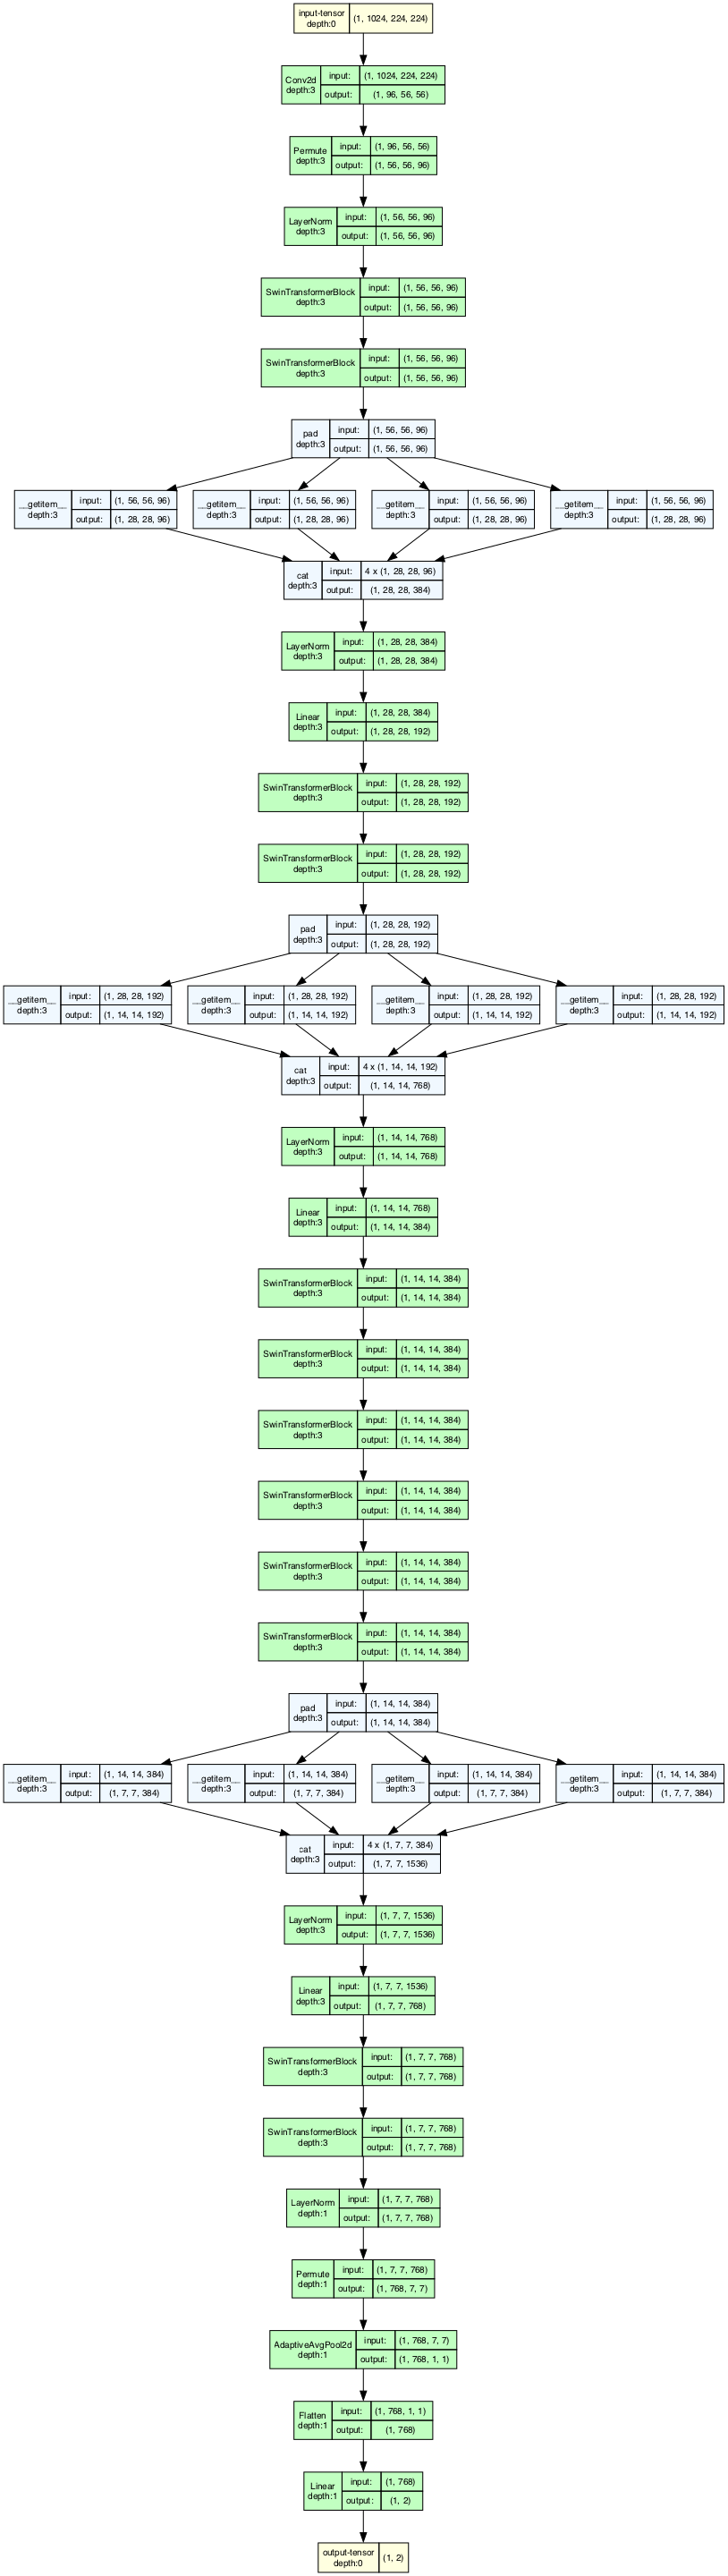 input-tensor
depth:0
(1, 1024, 224, 224)
Conv2d
depth:3
input:
(1, 1024, 224, 224)
output:
(1, 96, 56, 56)
Permute
depth:3
input:
(1, 96, 56, 56)
output:
(1, 56, 56, 96)
LayerNorm
depth:3
input:
(1, 56, 56, 96)
output:
(1, 56, 56, 96)
SwinTransformerBlock
depth:3
input:
(1, 56, 56, 96)
output:
(1, 56, 56, 96)
SwinTransformerBlock
depth:3
input:
(1, 56, 56, 96)
output:
(1, 56, 56, 96)
pad
depth:3
input:
(1, 56, 56, 96)
output:
(1, 56, 56, 96)
__getitem__
depth:3
input:
(1, 56, 56, 96)
output:
(1, 28, 28, 96)
__getitem__
depth:3
input:
(1, 56, 56, 96)
output:
(1, 28, 28, 96)
__getitem__
depth:3
input:
(1, 56, 56, 96)
output:
(1, 28, 28, 96)
__getitem__
depth:3
input:
(1, 56, 56, 96)
output:
(1, 28, 28, 96)
cat
depth:3
input:
4 x (1, 28, 28, 96)
output:
(1, 28, 28, 384)
LayerNorm
depth:3
input:
(1, 28, 28, 384)
output:
(1, 28, 28, 384)
Linear
depth:3
input:
(1, 28, 28, 384)
output:
(1, 28, 28, 192)
SwinTransformerBlock
depth:3
input:
(1, 28, 28, 192)
output:
(1, 28, 28, 192)
SwinTransformerBlock
depth:3
input:
(1, 28, 28, 192)
output:
(1, 28, 28, 192)
pad
depth:3
input:
(1, 28, 28, 192)
output:
(1, 28, 28, 192)
__getitem__
depth:3
input:
(1, 28, 28, 192)
output:
(1, 14, 14, 192)
__getitem__
depth:3
input:
(1, 28, 28, 192)
output:
(1, 14, 14, 192)
__getitem__
depth:3
input:
(1, 28, 28, 192)
output:
(1, 14, 14, 192)
__getitem__
depth:3
input:
(1, 28, 28, 192)
output:
(1, 14, 14, 192)
cat
depth:3
input:
4 x (1, 14, 14, 192)
output:
(1, 14, 14, 768)
LayerNorm
depth:3
input:
(1, 14, 14, 768)
output:
(1, 14, 14, 768)
Linear
depth:3
input:
(1, 14, 14, 768)
output:
(1, 14, 14, 384)
SwinTransformerBlock
depth:3
input:
(1, 14, 14, 384)
output:
(1, 14, 14, 384)
SwinTransformerBlock
depth:3
input:
(1, 14, 14, 384)
output:
(1, 14, 14, 384)
SwinTransformerBlock
depth:3
input:
(1, 14, 14, 384)
output:
(1, 14, 14, 384)
SwinTransformerBlock
depth:3
input:
(1, 14, 14, 384)
output:
(1, 14, 14, 384)
SwinTransformerBlock
depth:3
input:
(1, 14, 14, 384)
output:
(1, 14, 14, 384)
SwinTransformerBlock
depth:3
input:
(1, 14, 14, 384)
output:
(1, 14, 14, 384)
pad
depth:3
input:
(1, 14, 14, 384)
output:
(1, 14, 14, 384)
__getitem__
depth:3
input:
(1, 14, 14, 384)
output:
(1, 7, 7, 384)
__getitem__
depth:3
input:
(1, 14, 14, 384)
output:
(1, 7, 7, 384)
__getitem__
depth:3
input:
(1, 14, 14, 384)
output:
(1, 7, 7, 384)
__getitem__
depth:3
input:
(1, 14, 14, 384)
output:
(1, 7, 7, 384)
cat
depth:3
input:
4 x (1, 7, 7, 384)
output:
(1, 7, 7, 1536)
LayerNorm
depth:3
input:
(1, 7, 7, 1536)
output:
(1, 7, 7, 1536)
Linear
depth:3
input:
(1, 7, 7, 1536)
output:
(1, 7, 7, 768)
SwinTransformerBlock
depth:3
input:
(1, 7, 7, 768)
output:
(1, 7, 7, 768)
SwinTransformerBlock
depth:3
input:
(1, 7, 7, 768)
output:
(1, 7, 7, 768)
LayerNorm
depth:1
input:
(1, 7, 7, 768)
output:
(1, 7, 7, 768)
Permute
depth:1
input:
(1, 7, 7, 768)
output:
(1, 768, 7, 7)
AdaptiveAvgPool2d
depth:1
input:
(1, 768, 7, 7)
output:
(1, 768, 1, 1)
Flatten
depth:1
input:
(1, 768, 1, 1)
output:
(1, 768)
Linear
depth:1
input:
(1, 768)
output:
(1, 2)
output-tensor
depth:0
(1, 2)